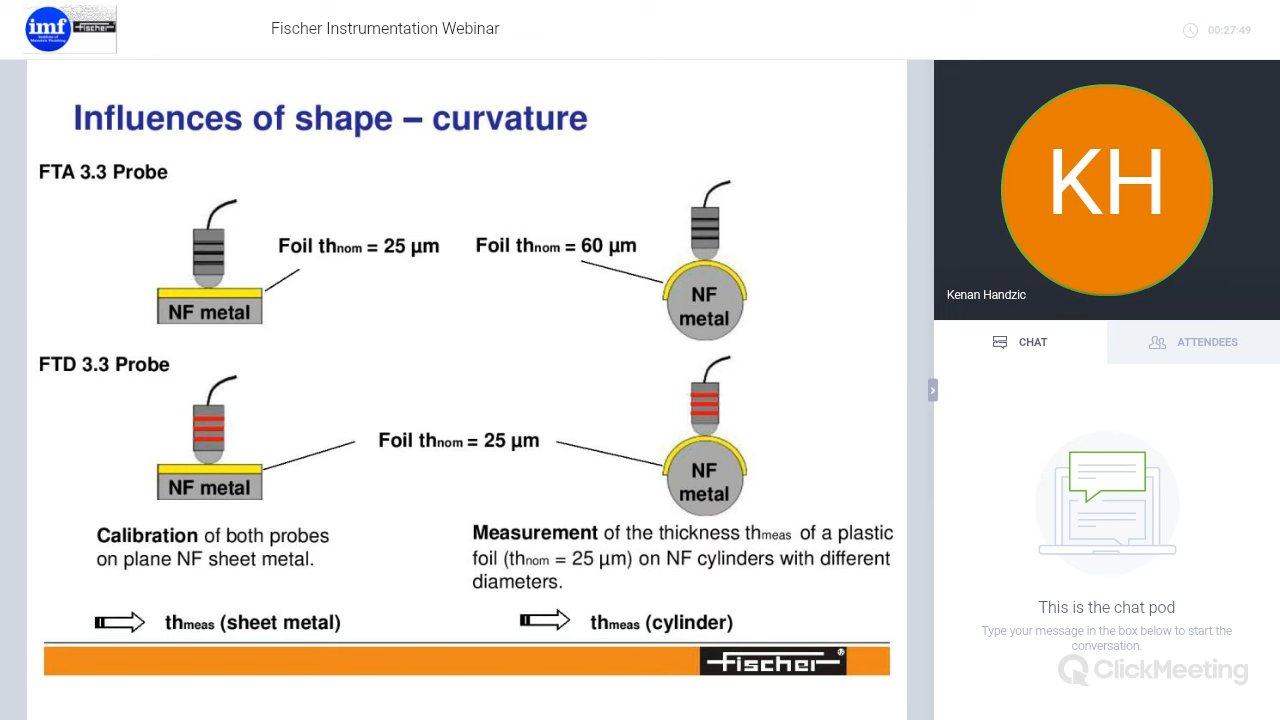 imf
Fischer
Fischer Instrumentation Webinar
00:27:49
Influences of shape – curvature
FTA 3.3 Probe
Foil thnom = 25 µm
Foil thnom = 60 µm
NF metal
NF
metal
FTD 3.3 Probe
Foil thnom = 25 µm
NF metal
NF
metal
Calibration of both probes
on plane NF sheet metal.
Measurement of the thickness thmeas of a plastic
foil (thnom = 25 µm) on NF cylinders with different
diameters.
thmeas (sheet metal)
thmeas (cylinder)
Fischer®
KH
Kenan Handzic
CHAT
ATTENDEES
This is the chat pod
Type your message in the box below to start the
conversation.
ClickMeeting